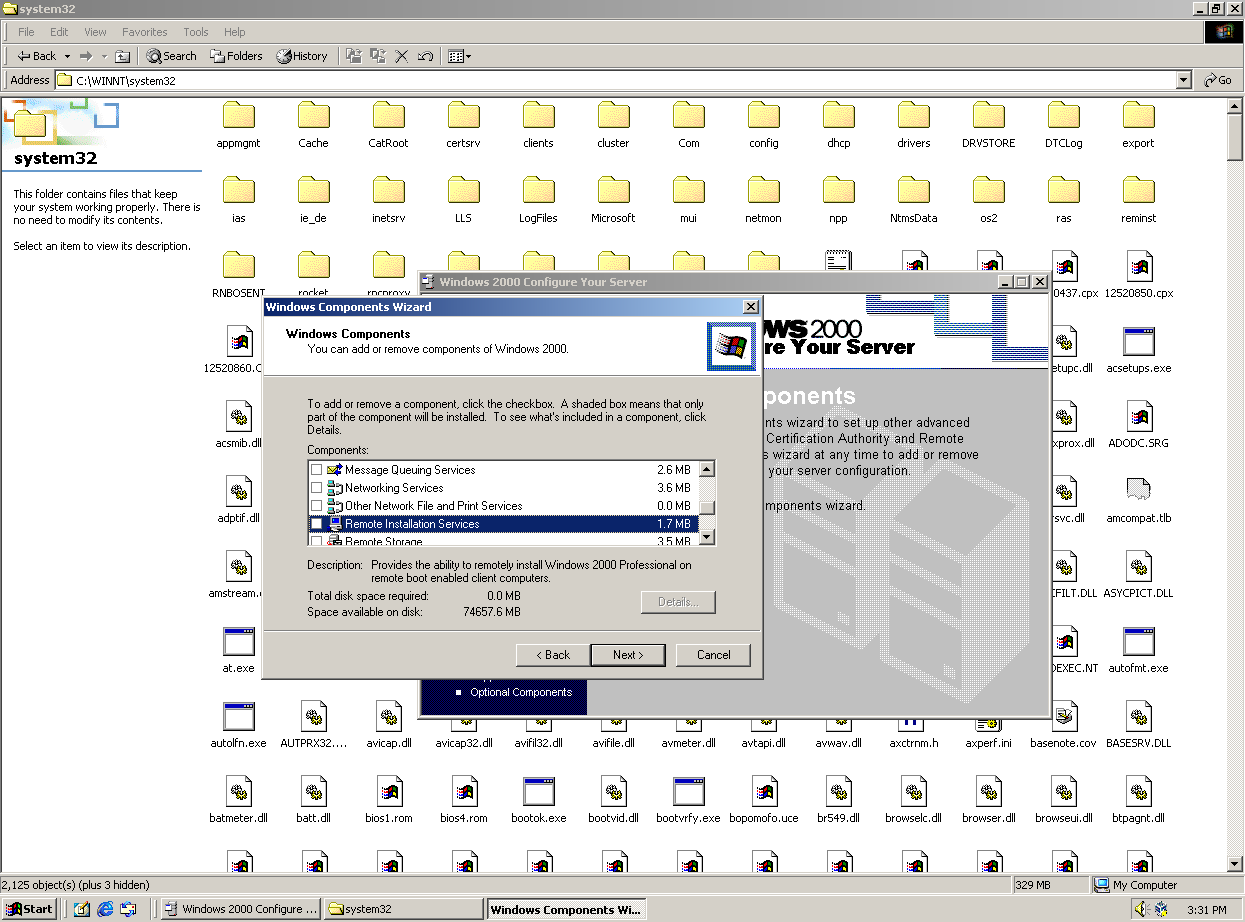 system32
File Edit View Favorites Tools Help
Back Search Folders History
Address C:\WINNT\system32 Go
system32
This folder contains files that keep
your system working properly. There is
no need to modify its contents.
Select an item to view its description.
appmgmt Cache CatRoot certsrv clients cluster Com config dhcp drivers DRVSTORE DTCLog export
ias ie_de inetsrv LLS LogFiles Microsoft mui netmon npp NtmsData os2 ras reminst
RNBOSENT rocket rpcproxy 0437.cpx 12520850.cpx
Windows 2000 Configure Your Server
Windows Components Wizard
Windows Components
You can add or remove components of Windows 2000.
To add or remove a component, click the checkbox. A shaded box means that only
part of the component will be installed. To see what's included in a component, click
Details.
Components:
Message Queuing Services 2.6 MB
Networking Services 3.6 MB
Other Network File and Print Services 0.0 MB
Remote Installation Services 1.7 MB
Remote Storage 3.5 MB
Description: Provides the ability to remotely install Windows 2000 Professional on
remote boot enabled client computers.
Total disk space required: 0.0 MB
Space available on disk: 74657.6 MB
Details...
< Back Next > Cancel
ws 2000
re Your Server
ponents
nts wizard to set up other advanced
Certification Authority and Remote
s wizard at any time to add or remove
your server configuration.
mponents wizard.
Optional Components
12520860.C etupc.dll acsetups.exe
acsmib.dll xprox.dll ADODC.SRG
adptif.dll svc.dll amcompat.tlb
amstream. IFILT.DLL ASYCPICT.DLL
at.exe DEXEC.NT autofmt.exe
autolfn.exe AUTPRX32.... avicap.dll avicap32.dll avifil32.dll avifile.dll avmeter.dll avtapi.dll avwav.dll axctrnm.h axperf.ini basenote.cov BASESRV.DLL
batmeter.dll batt.dll bios1.rom bios4.rom bootok.exe bootvid.dll bootvrfy.exe bopomofo.uce br549.dll browselc.dll browser.dll browseui.dll btpagnt.dll
2,125 object(s) (plus 3 hidden) 329 MB My Computer
Start Windows 2000 Configure ... system32 Windows Components Wi... 3:31 PM